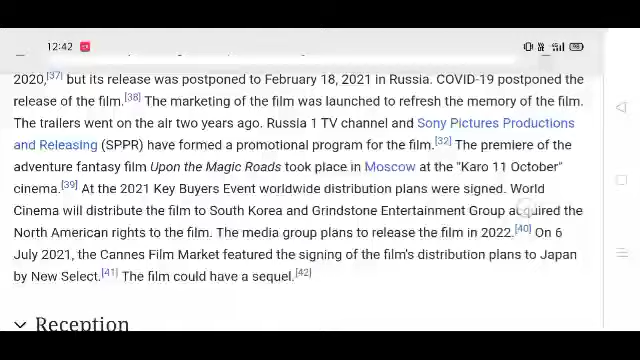 12:42
2020,[37] but its release was postponed to February 18, 2021 in Russia. COVID-19 postponed the
release of the film.[38] The marketing of the film was launched to refresh the memory of the film.
The trailers went on the air two years ago. Russia 1 TV channel and Sony Pictures Productions
and Releasing (SPPR) have formed a promotional program for the film.[32] The premiere of the
adventure fantasy film Upon the Magic Roads took place in Moscow at the "Karo 11 October"
cinema.[39] At the 2021 Key Buyers Event worldwide distribution plans were signed. World
Cinema will distribute the film to South Korea and Grindstone Entertainment Group acquired the
North American rights to the film. The media group plans to release the film in 2022.[40] On 6
July 2021, the Cannes Film Market featured the signing of the film's distribution plans to Japan
by New Select.[41] The film could have a sequel.[42]
Reception